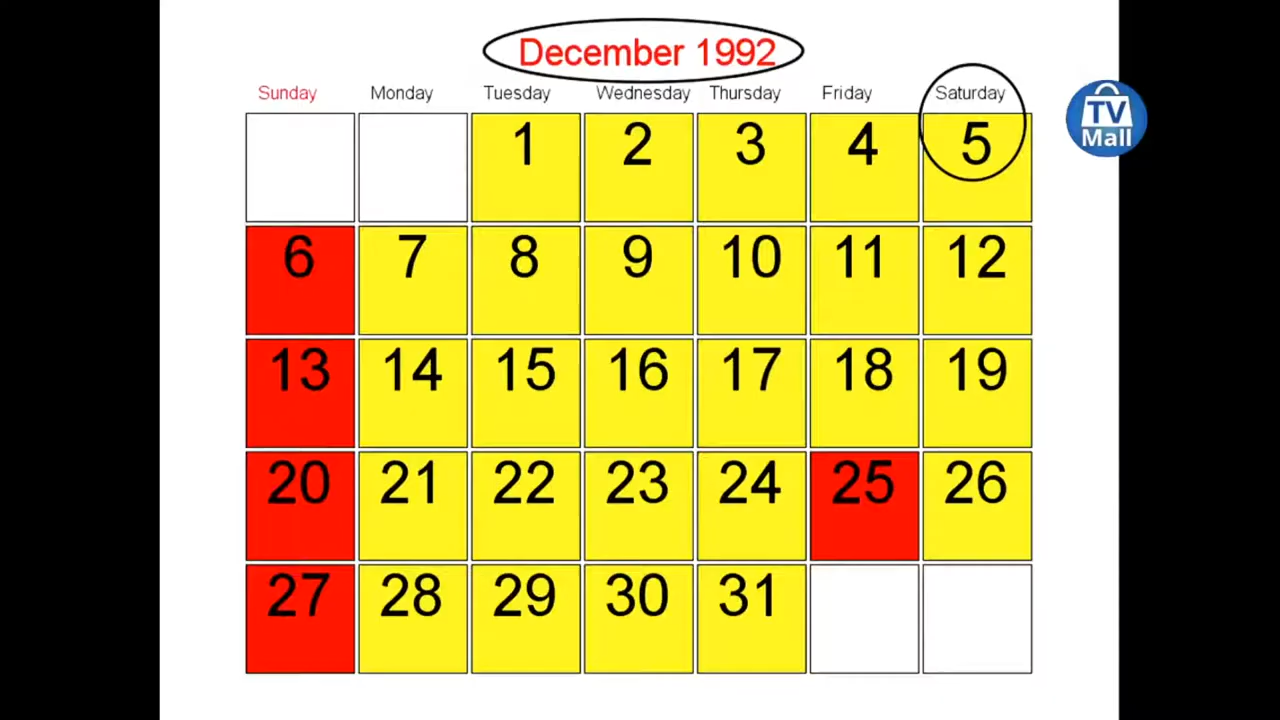 December 1992
Sunday Monday Tuesday Wednesday Thursday Friday Saturday
TV
Mall
1 2 3 4 5
6 7 8 9 10 11 12
13 14 15 16 17 18 19
20 21 22 23 24 25 26
27 28 29 30 31